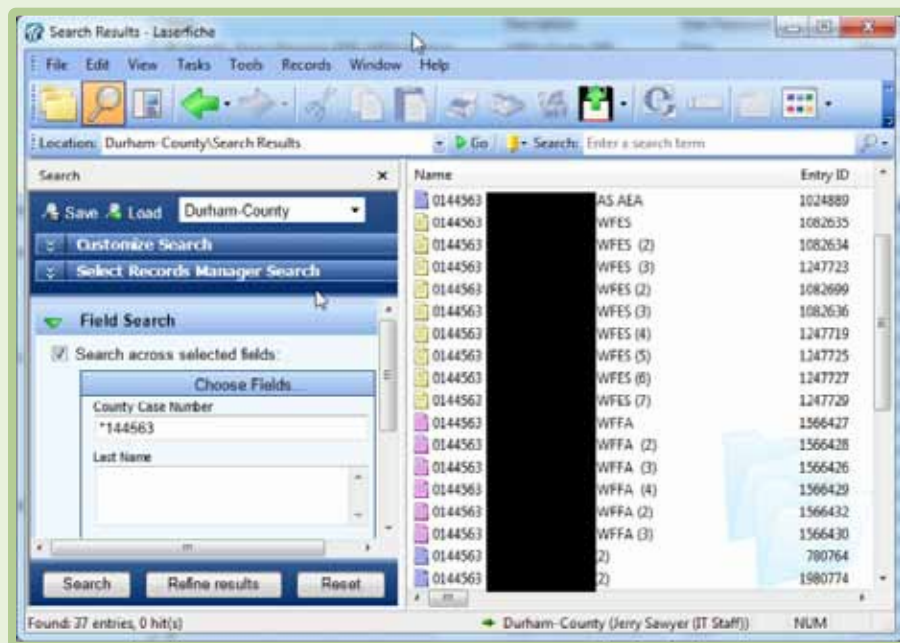 Search Results - Laserfiche
File Edit View Tasks Tools Records Window Help
Location: Durham-County\Search Results Go Search: Enter a search term
Search
Save Load Durham-County
Customize Search
Select Records Manager Search
Field Search
Search across selected fields:
Choose Fields...
County Case Number
*144563
Last Name
Search Refine results Reset
Name Entry ID
0144563 AS AEA 1024889
0144563 WFES 1082635
0144563 WFES (2) 1082634
0144563 WFES (3) 1247723
0144563 WFES (2) 1082699
0144563 WFES (3) 1082636
0144563 WFES (4) 1247719
0144563 WFES (5) 1247725
0144563 WFES (6) 1247727
0144563 WFES (7) 1247729
0144563 WFFA 1566427
0144563 WFFA (2) 1566428
0144563 WFFA (3) 1566426
0144563 WFFA (4) 1566429
0144563 WFFA (2) 1566432
0144563 WFFA (3) 1566430
0144563 2) 780764
0144563 2) 1980774
Found: 37 entries, 0 hit(s) Durham-County (Jerry Sawyer (IT Staff)) NUM